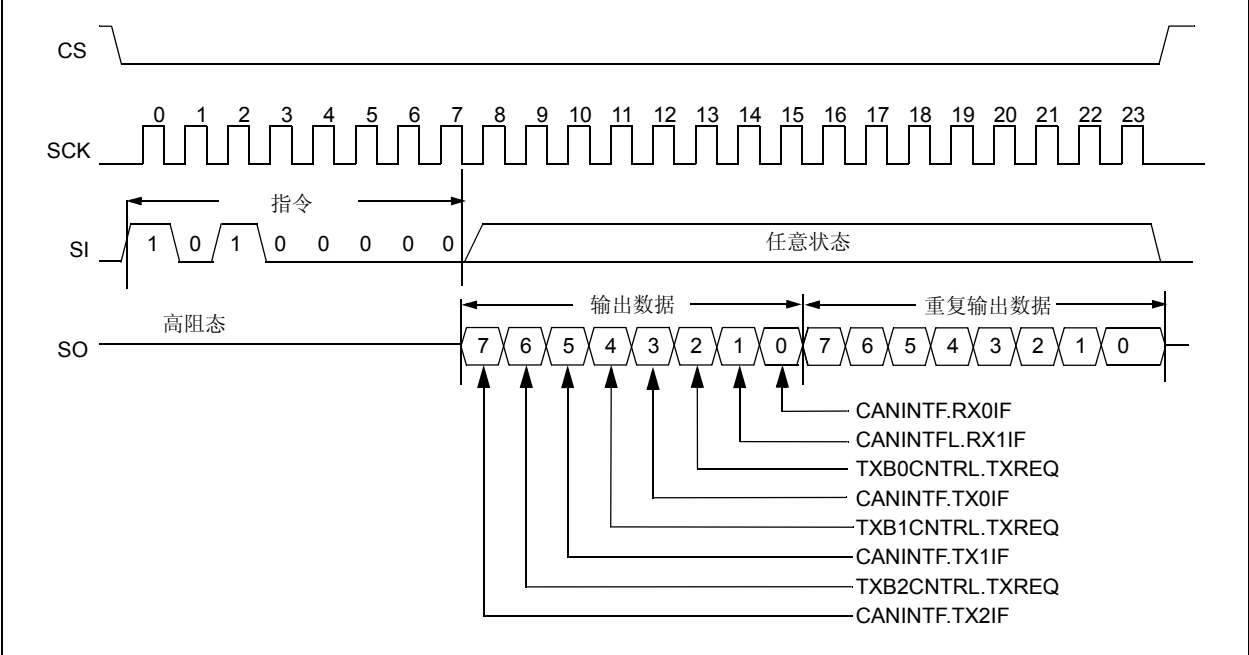 CS
0 1 2 3 4 5 6 7 8 9 10 11 12 13 14 15 16 17 18 19 20 21 22 23
SCK
指令
SI 1 0 1 0 0 0 0 0 任意状态
输出数据 重复输出数据
高阻态
SO 7 6 5 4 3 2 1 0 7 6 5 4 3 2 1 0
CANINTF.RX0IF
CANINTFL.RX1IF
TXB0CNTRL.TXREQ
CANINTF.TX0IF
TXB1CNTRL.TXREQ
CANINTF.TX1IF
TXB2CNTRL.TXREQ
CANINTF.TX2IF